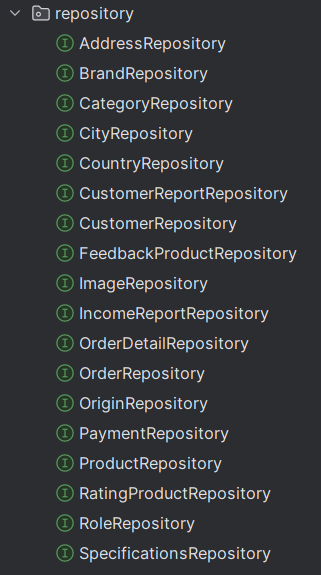 repository
AddressRepository
BrandRepository
CategoryRepository
CityRepository
CountryRepository
CustomerReportRepository
CustomerRepository
FeedbackProductRepository
ImageRepository
IncomeReportRepository
OrderDetailRepository
OrderRepository
OriginRepository
PaymentRepository
ProductRepository
RatingProductRepository
RoleRepository
SpecificationsRepository